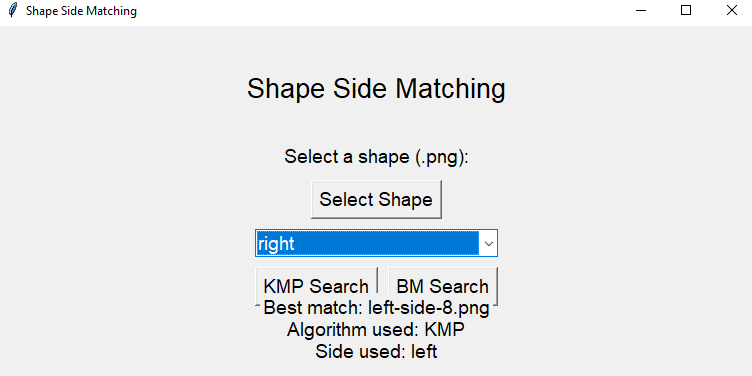 Shape Side Matching
Shape Side Matching
Select a shape (.png):
Select Shape
right
KMP Search BM Search
Best match: left-side-8.png
Algorithm used: KMP
Side used: left